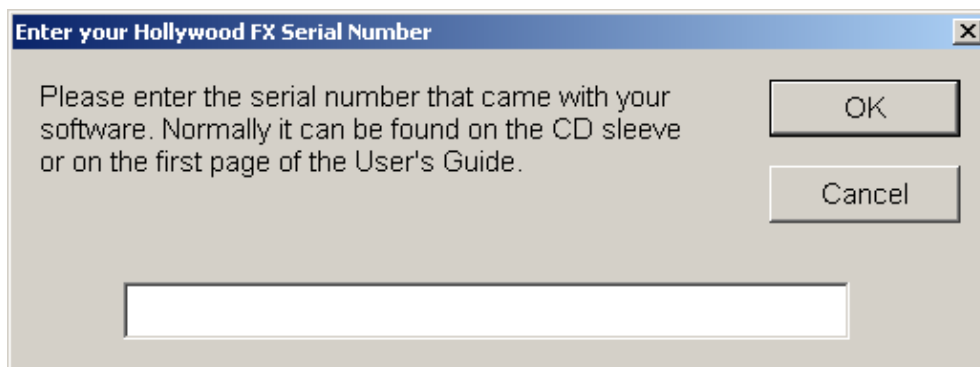 Enter your Hollywood FX Serial Number
Please enter the serial number that came with your
software. Normally it can be found on the CD sleeve
or on the first page of the User's Guide.
OK
Cancel